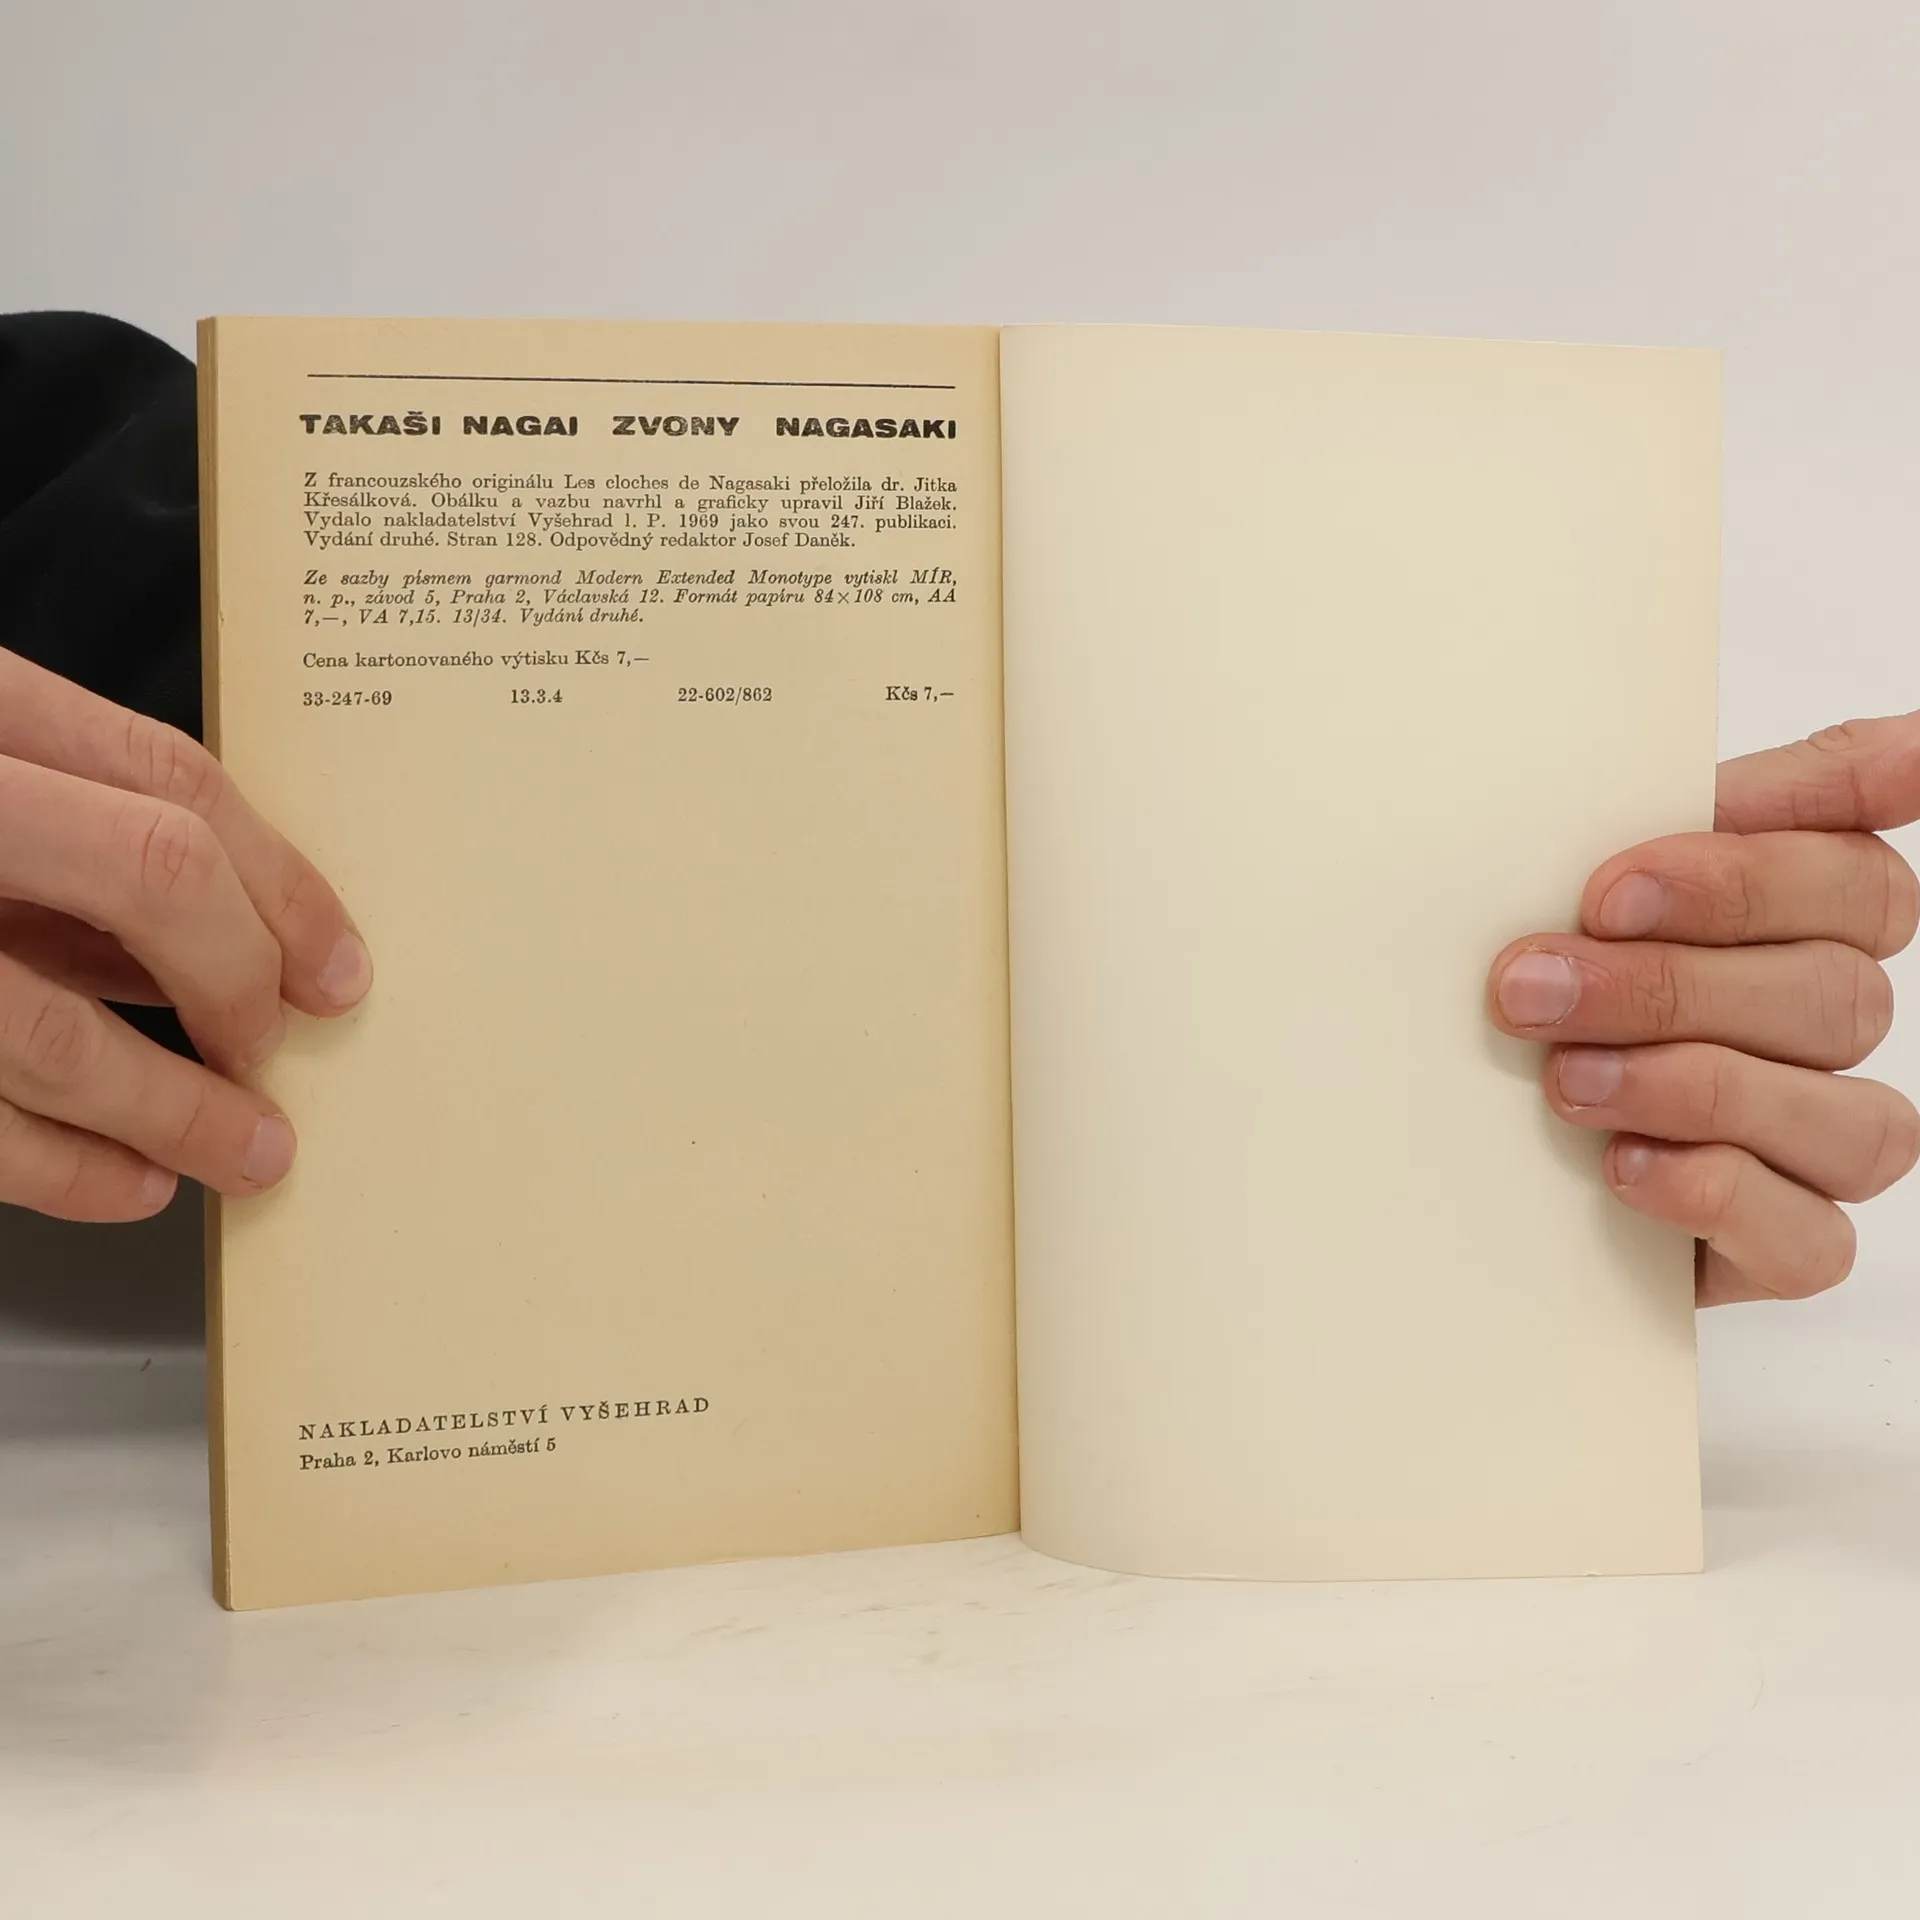 TAKAŠI NAGAI ZVONY NAGASAKI
Z francouzského originálu Les cloches de Nagasaki přeložila dr. Jitka
Křesálková. Obálku a vazbu navrhl a graficky upravil Jiří Blažek.
Vydalo nakladatelství Vyšehrad l. P. 1969 jako svou 247. publikaci.
Vydání druhé. Stran 128. Odpovědný redaktor Josef Daněk.
Ze sazby písmem garmond Modern Extended Monotype vytiskl MÍR,
n. p., závod 5, Praha 2, Václavská 12. Formát papíru 84×108 cm, AA
7,—, VA 7,15. 13/34. Vydání druhé.
Cena kartonovaného výtisku Kčs 7,—
33-247-69 13.3.4 22-602/862 Kčs 7,—
NAKLADATELSTVÍ VYŠEHRAD
Praha 2, Karlovo náměstí 5